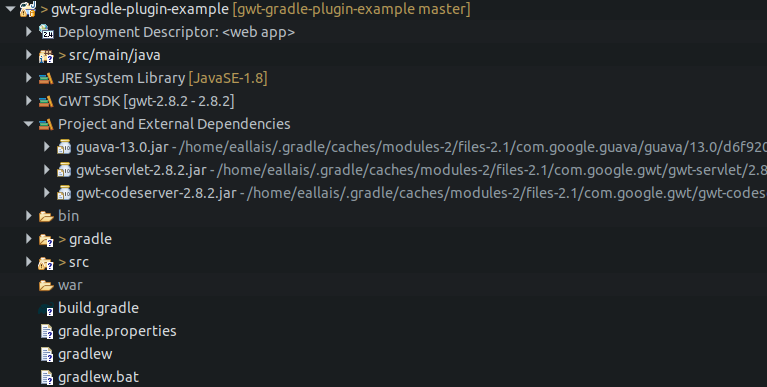 > gwt-gradle-plugin-example [gwt-gradle-plugin-example master]
Deployment Descriptor: <web app>
> src/main/java
JRE System Library [JavaSE-1.8]
GWT SDK [gwt-2.8.2 - 2.8.2]
Project and External Dependencies
guava-13.0.jar - /home/eallais/.gradle/caches/modules-2/files-2.1/com.google.guava/guava/13.0/d6f920
gwt-servlet-2.8.2.jar - /home/eallais/.gradle/caches/modules-2/files-2.1/com.google.gwt/gwt-servlet/2.8
gwt-codeserver-2.8.2.jar - /home/eallais/.gradle/caches/modules-2/files-2.1/com.google.gwt/gwt-codes
bin
> gradle
> src
war
build.gradle
gradle.properties
gradlew
gradlew.bat